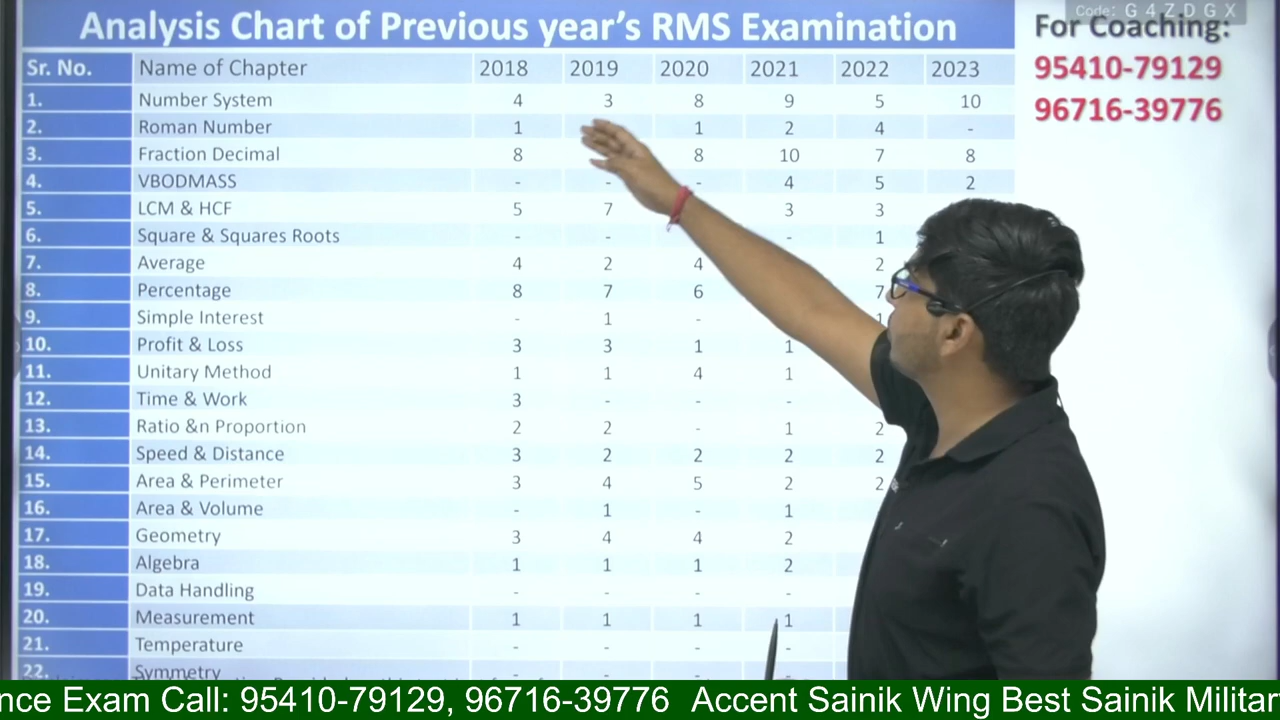 Analysis Chart of Previous year's RMS Examination
Code: G4ZDGX
For Coaching:
95410-79129
96716-39776
Sr. No. Name of Chapter 2018 2019 2020 2021 2022 2023
1. Number System 4 3 8 9 5 10
2. Roman Number 1 1 2 4 -
3. Fraction Decimal 8 8 10 7 8
4. VBODMASS - - - 4 5 2
5. LCM & HCF 5 7 3 3
6. Square & Squares Roots - - - 1
7. Average 4 2 4 2
8. Percentage 8 7 6 7
9. Simple Interest - 1 - 1
10. Profit & Loss 3 3 1 1
11. Unitary Method 1 1 4 1
12. Time & Work 3 - - -
13. Ratio &n Proportion 2 2 - 1 2
14. Speed & Distance 3 2 2 2 2
15. Area & Perimeter 3 4 5 2 2
16. Area & Volume - 1 - 1
17. Geometry 3 4 4 2
18. Algebra 1 1 1 2
19. Data Handling - - - -
20. Measurement 1 1 1 1
21. Temperature - - - -
22. Symmetry - - - -
nce Exam Call: 95410-79129, 96716-39776 Accent Sainik Wing Best Sainik Militar